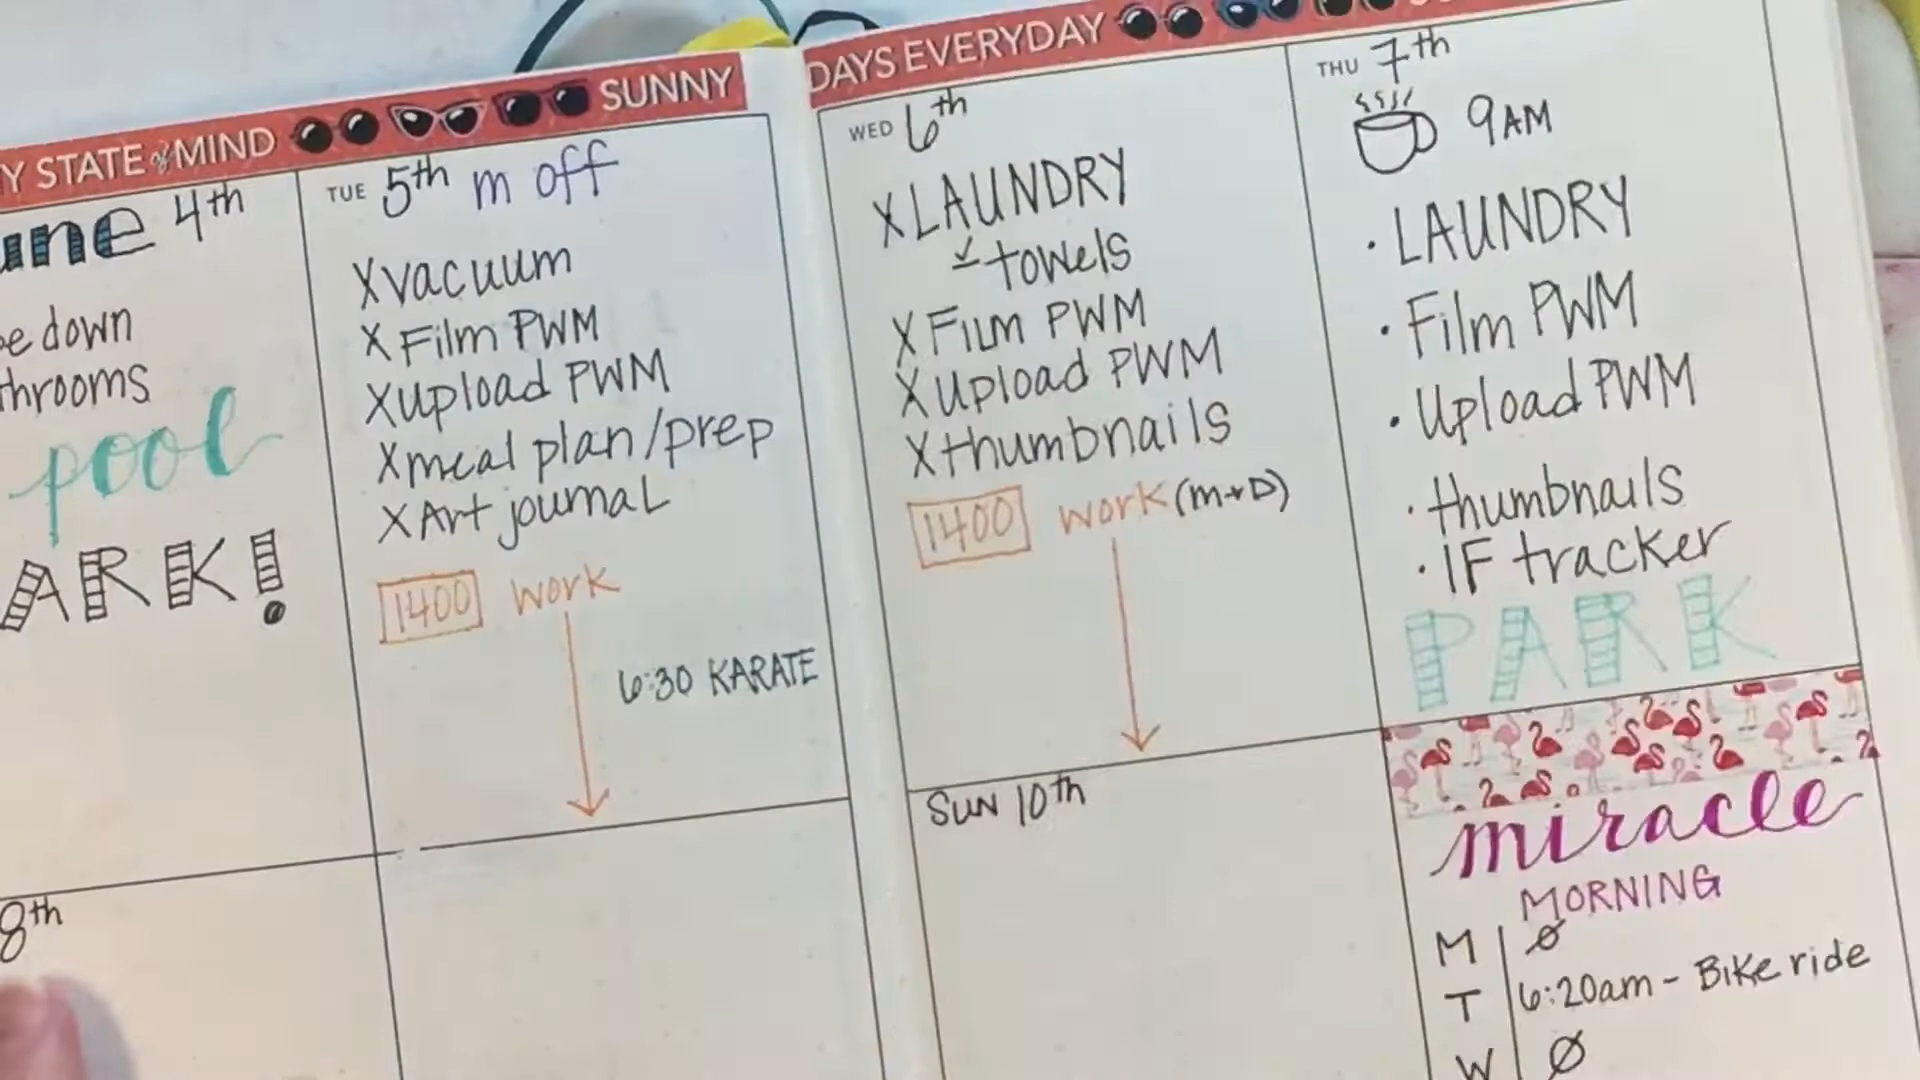 Y STATE of MIND
SUNNY
DAYS EVERYDAY
une 4th
e down
throoms
pool
ARK!
TUE 5th m off
X vacuum
X Film PWM
X Upload PWM
X meal plan/prep
X Art journal
1400 work
6:30 KARATE
WED 6th
X LAUNDRY
✓ towels
X Film PWM
X Upload PWM
X thumbnails
1400 work (m+D)
THU 7th
9AM
· LAUNDRY
· Film PWM
· Upload PWM
· thumbnails
· IF tracker
PARK
8th
SUN 10th
miracle
MORNING
M Ø
T 6:20am - Bike ride
W Ø